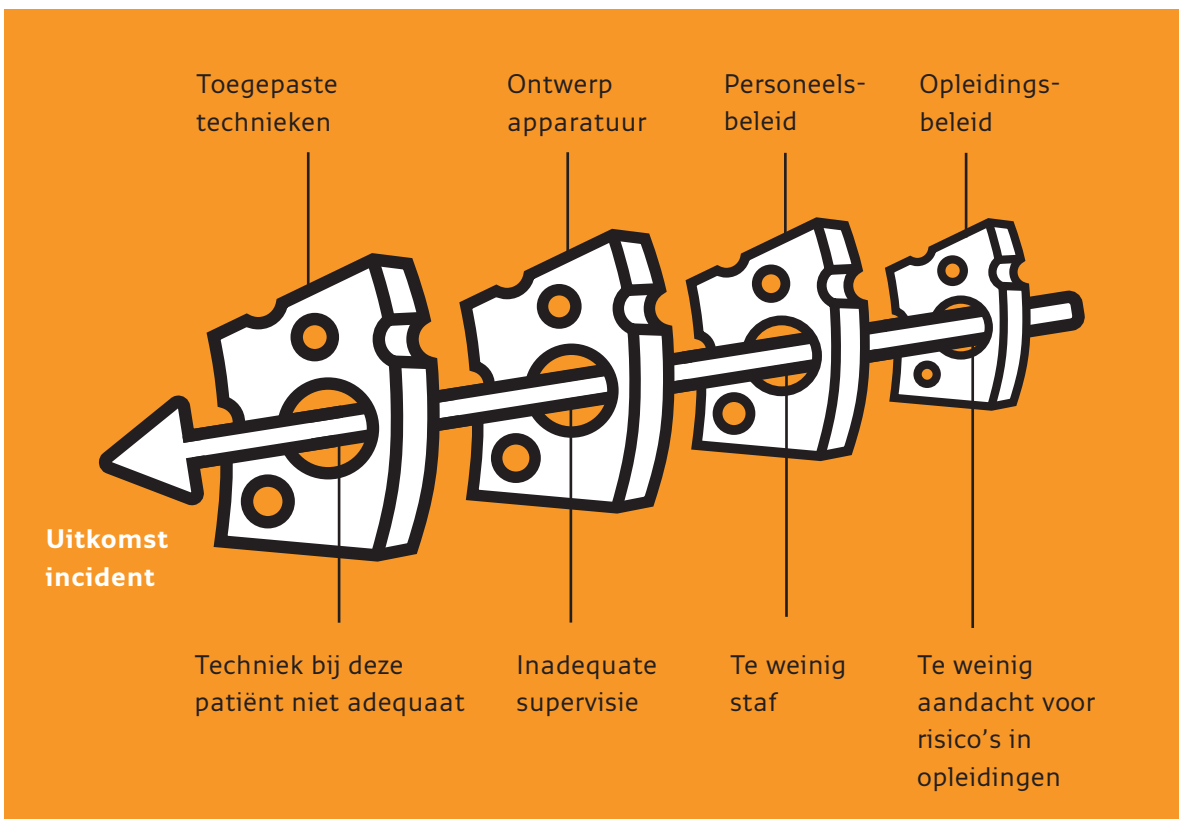 Toegepaste
technieken
Ontwerp
apparatuur
Personeels-
beleid
Opleidings-
beleid
Uitkomst
incident
Techniek bij deze
patiënt niet adequaat
Inadequate
supervisie
Te weinig
staf
Te weinig
aandacht voor
risico’s in
opleidingen